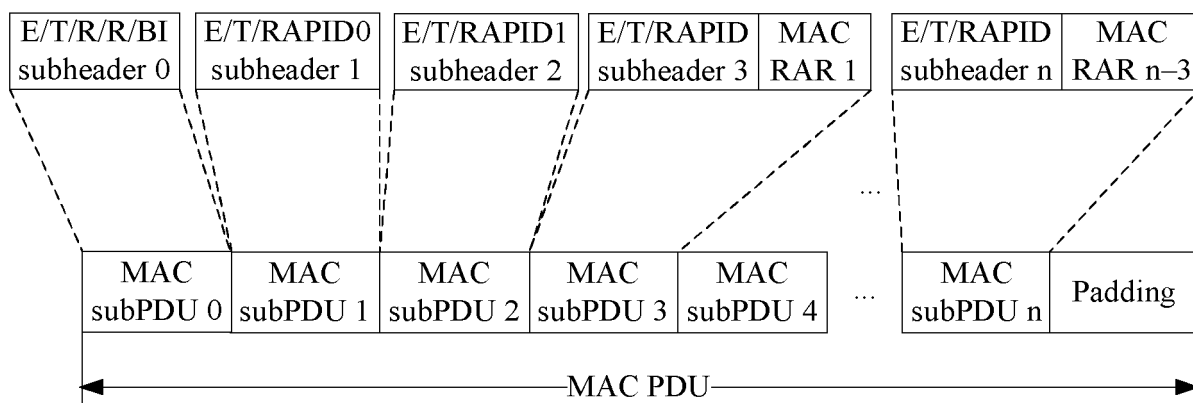 E/T/R/R/BI
subheader 0
E/T/RAPID0
subheader 1
E/T/RAPID1
subheader 2
E/T/RAPID
subheader 3
MAC
RAR 1
E/T/RAPID
subheader n
MAC
RAR n–3
...
MAC
subPDU 0
MAC
subPDU 1
MAC
subPDU 2
MAC
subPDU 3
MAC
subPDU 4
...
MAC
subPDU n
Padding
MAC PDU